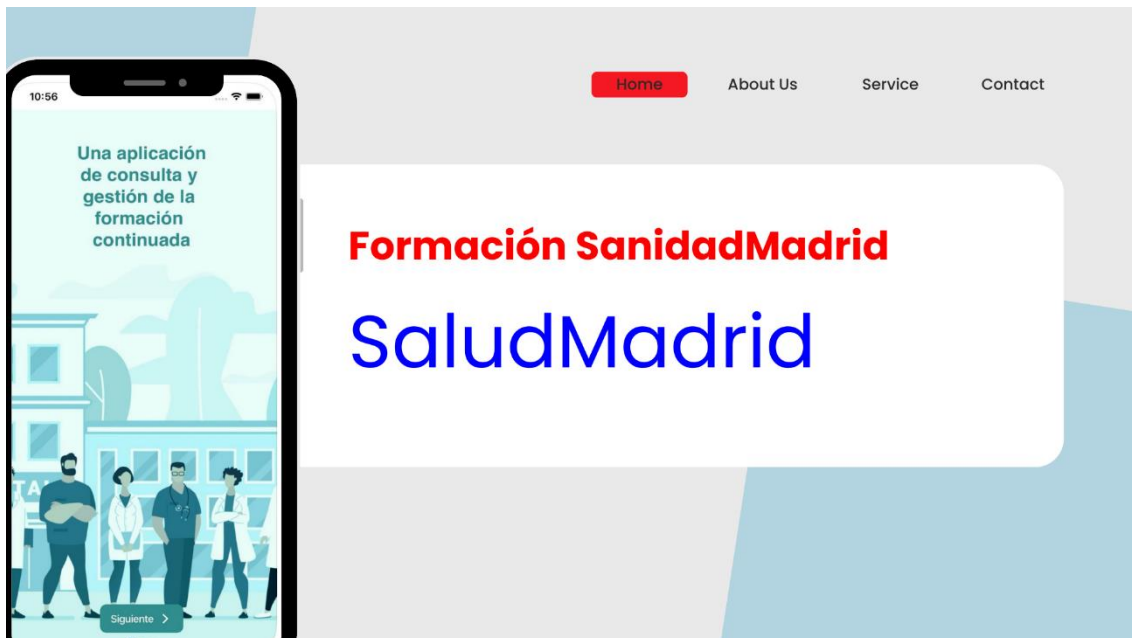 10:56
Una aplicación
de consulta y
gestión de la
formación
continuada
Siguiente >
Home About Us Service Contact
Formación SanidadMadrid
SaludMadrid